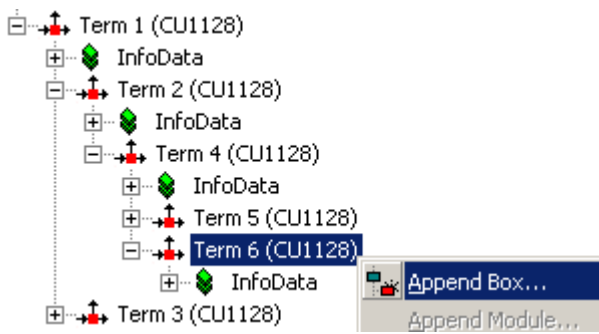 Term 1 (CU1128)
InfoData
Term 2 (CU1128)
InfoData
Term 4 (CU1128)
InfoData
Term 5 (CU1128)
Term 6 (CU1128)
InfoData
Append Box...
Term 3 (CU1128)
Append Module...